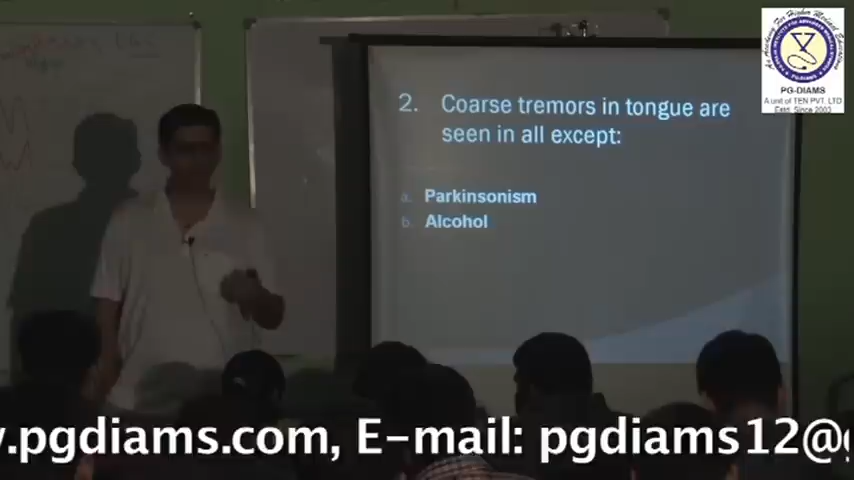 2. Coarse tremors in tongue are
seen in all except:
a. Parkinsonism
b. Alcohol
PG-DIAMS
A unit of TEN PVT. LTD
Estd. Since 2003
.pgdiams.com, E-mail: pgdiams12@